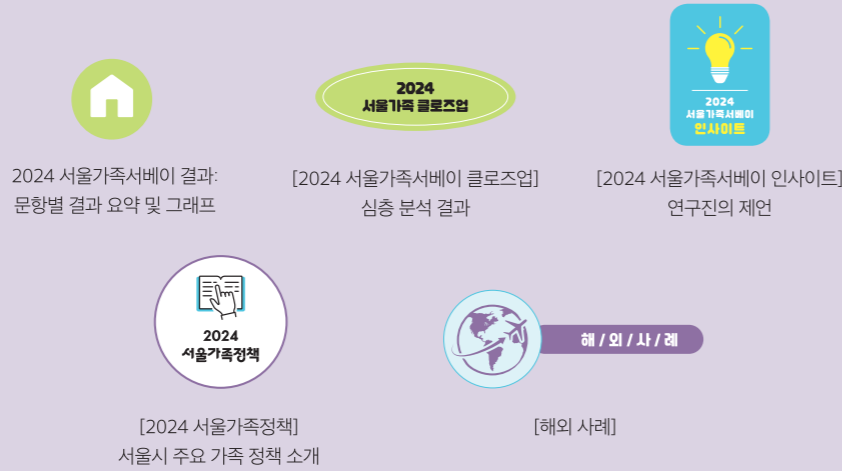 2024
서울가족 클로즈업
2024
서울가족서베이
인사이트
2024 서울가족서베이 결과:
문항별 결과 요약 및 그래프
[2024 서울가족서베이 클로즈업]
심층 분석 결과
[2024 서울가족서베이 인사이트]
연구진의 제언
2024
서울가족정책
해/외/사/례
[2024 서울가족정책]
서울시 주요 가족 정책 소개
[해외 사례]